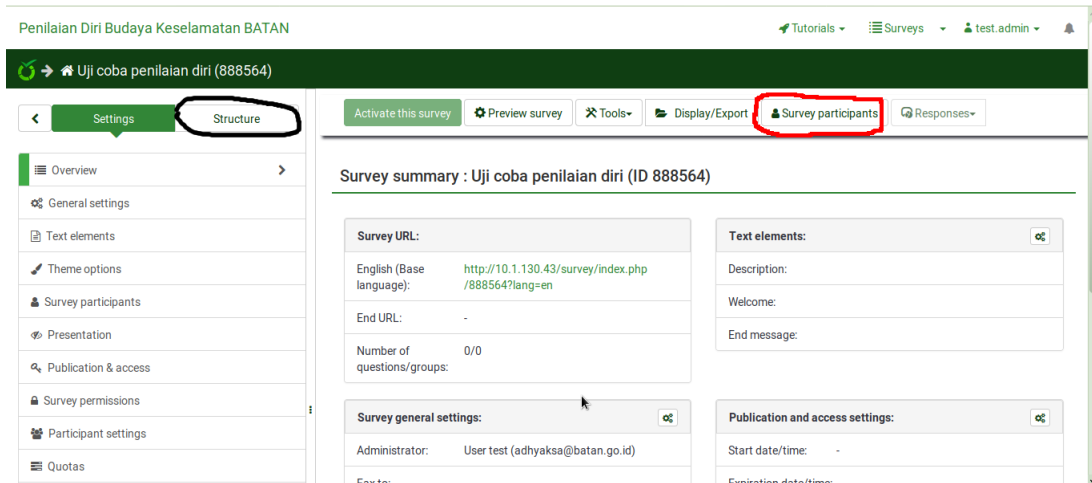 Penilaian Diri Budaya Keselamatan BATAN
Tutorials
Surveys
test.admin
Uji coba penilaian diri (888564)
Settings
Structure
Activate this survey
Preview survey
Tools
Display/Export
Survey participants
Responses
Overview
General settings
Text elements
Theme options
Survey participants
Presentation
Publication & access
Survey permissions
Participant settings
Quotas
Survey summary : Uji coba penilaian diri (ID 888564)
Survey URL:
English (Base
language):
http://10.1.130.43/survey/index.php
/888564?lang=en
End URL:
-
Number of
questions/groups:
0/0
Text elements:
Description:
Welcome:
End message:
Survey general settings:
Administrator:
User test (adhyaksa@batan.go.id)
Fax to:
Publication and access settings:
Start date/time:
-
Expiration date/time: